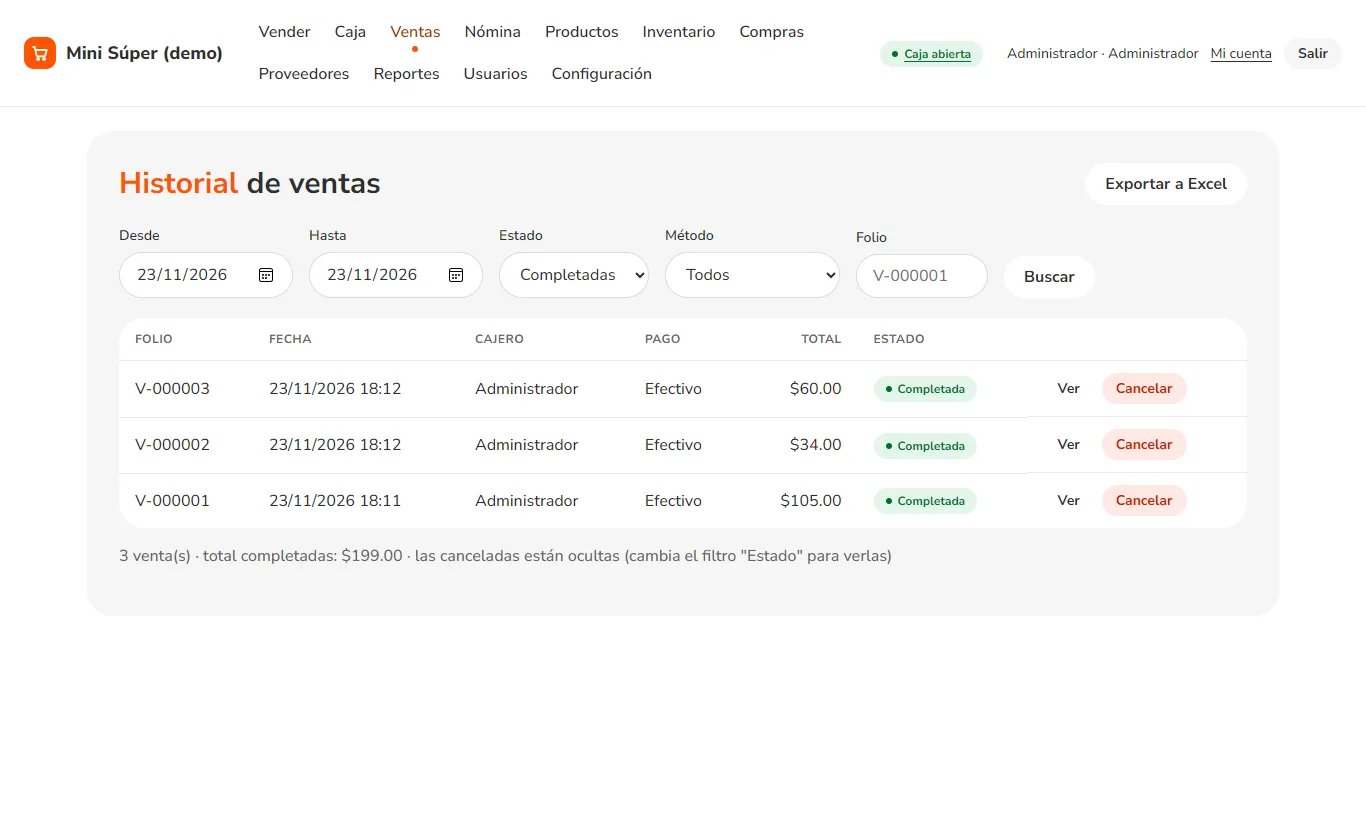 Mini Súper (demo)
Vender Caja Ventas Nómina Productos Inventario Compras
Proveedores Reportes Usuarios Configuración
Caja abierta
Administrador · Administrador Mi cuenta Salir
Historial de ventas
Exportar a Excel
Desde Hasta Estado Método Folio
23/11/2026 23/11/2026 Completadas Todos V-000001 Buscar
FOLIO FECHA CAJERO PAGO TOTAL ESTADO
V-000003 23/11/2026 18:12 Administrador Efectivo $60.00 Completada Ver Cancelar
V-000002 23/11/2026 18:12 Administrador Efectivo $34.00 Completada Ver Cancelar
V-000001 23/11/2026 18:11 Administrador Efectivo $105.00 Completada Ver Cancelar
3 venta(s) · total completadas: $199.00 · las canceladas están ocultas (cambia el filtro "Estado" para verlas)